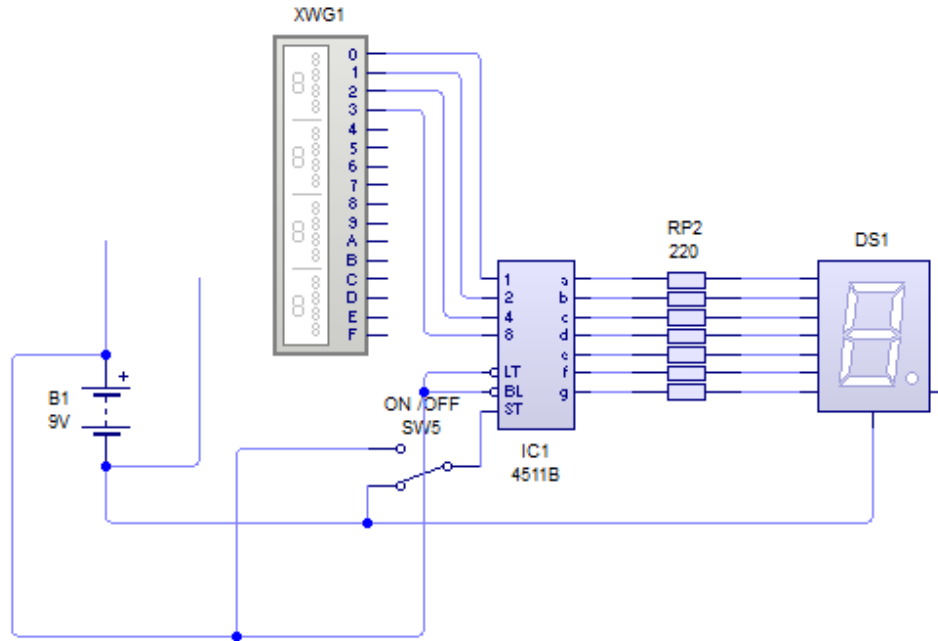 XWG1
0
1
2
3
4
5
6
7
8
9
A
B
C
D
E
F
RP2
220
DS1
1 a
2 b
4 c
8 d
e
LT f
BL g
ST
IC1
4511B
ON /OFF
SW5
B1
9V
+